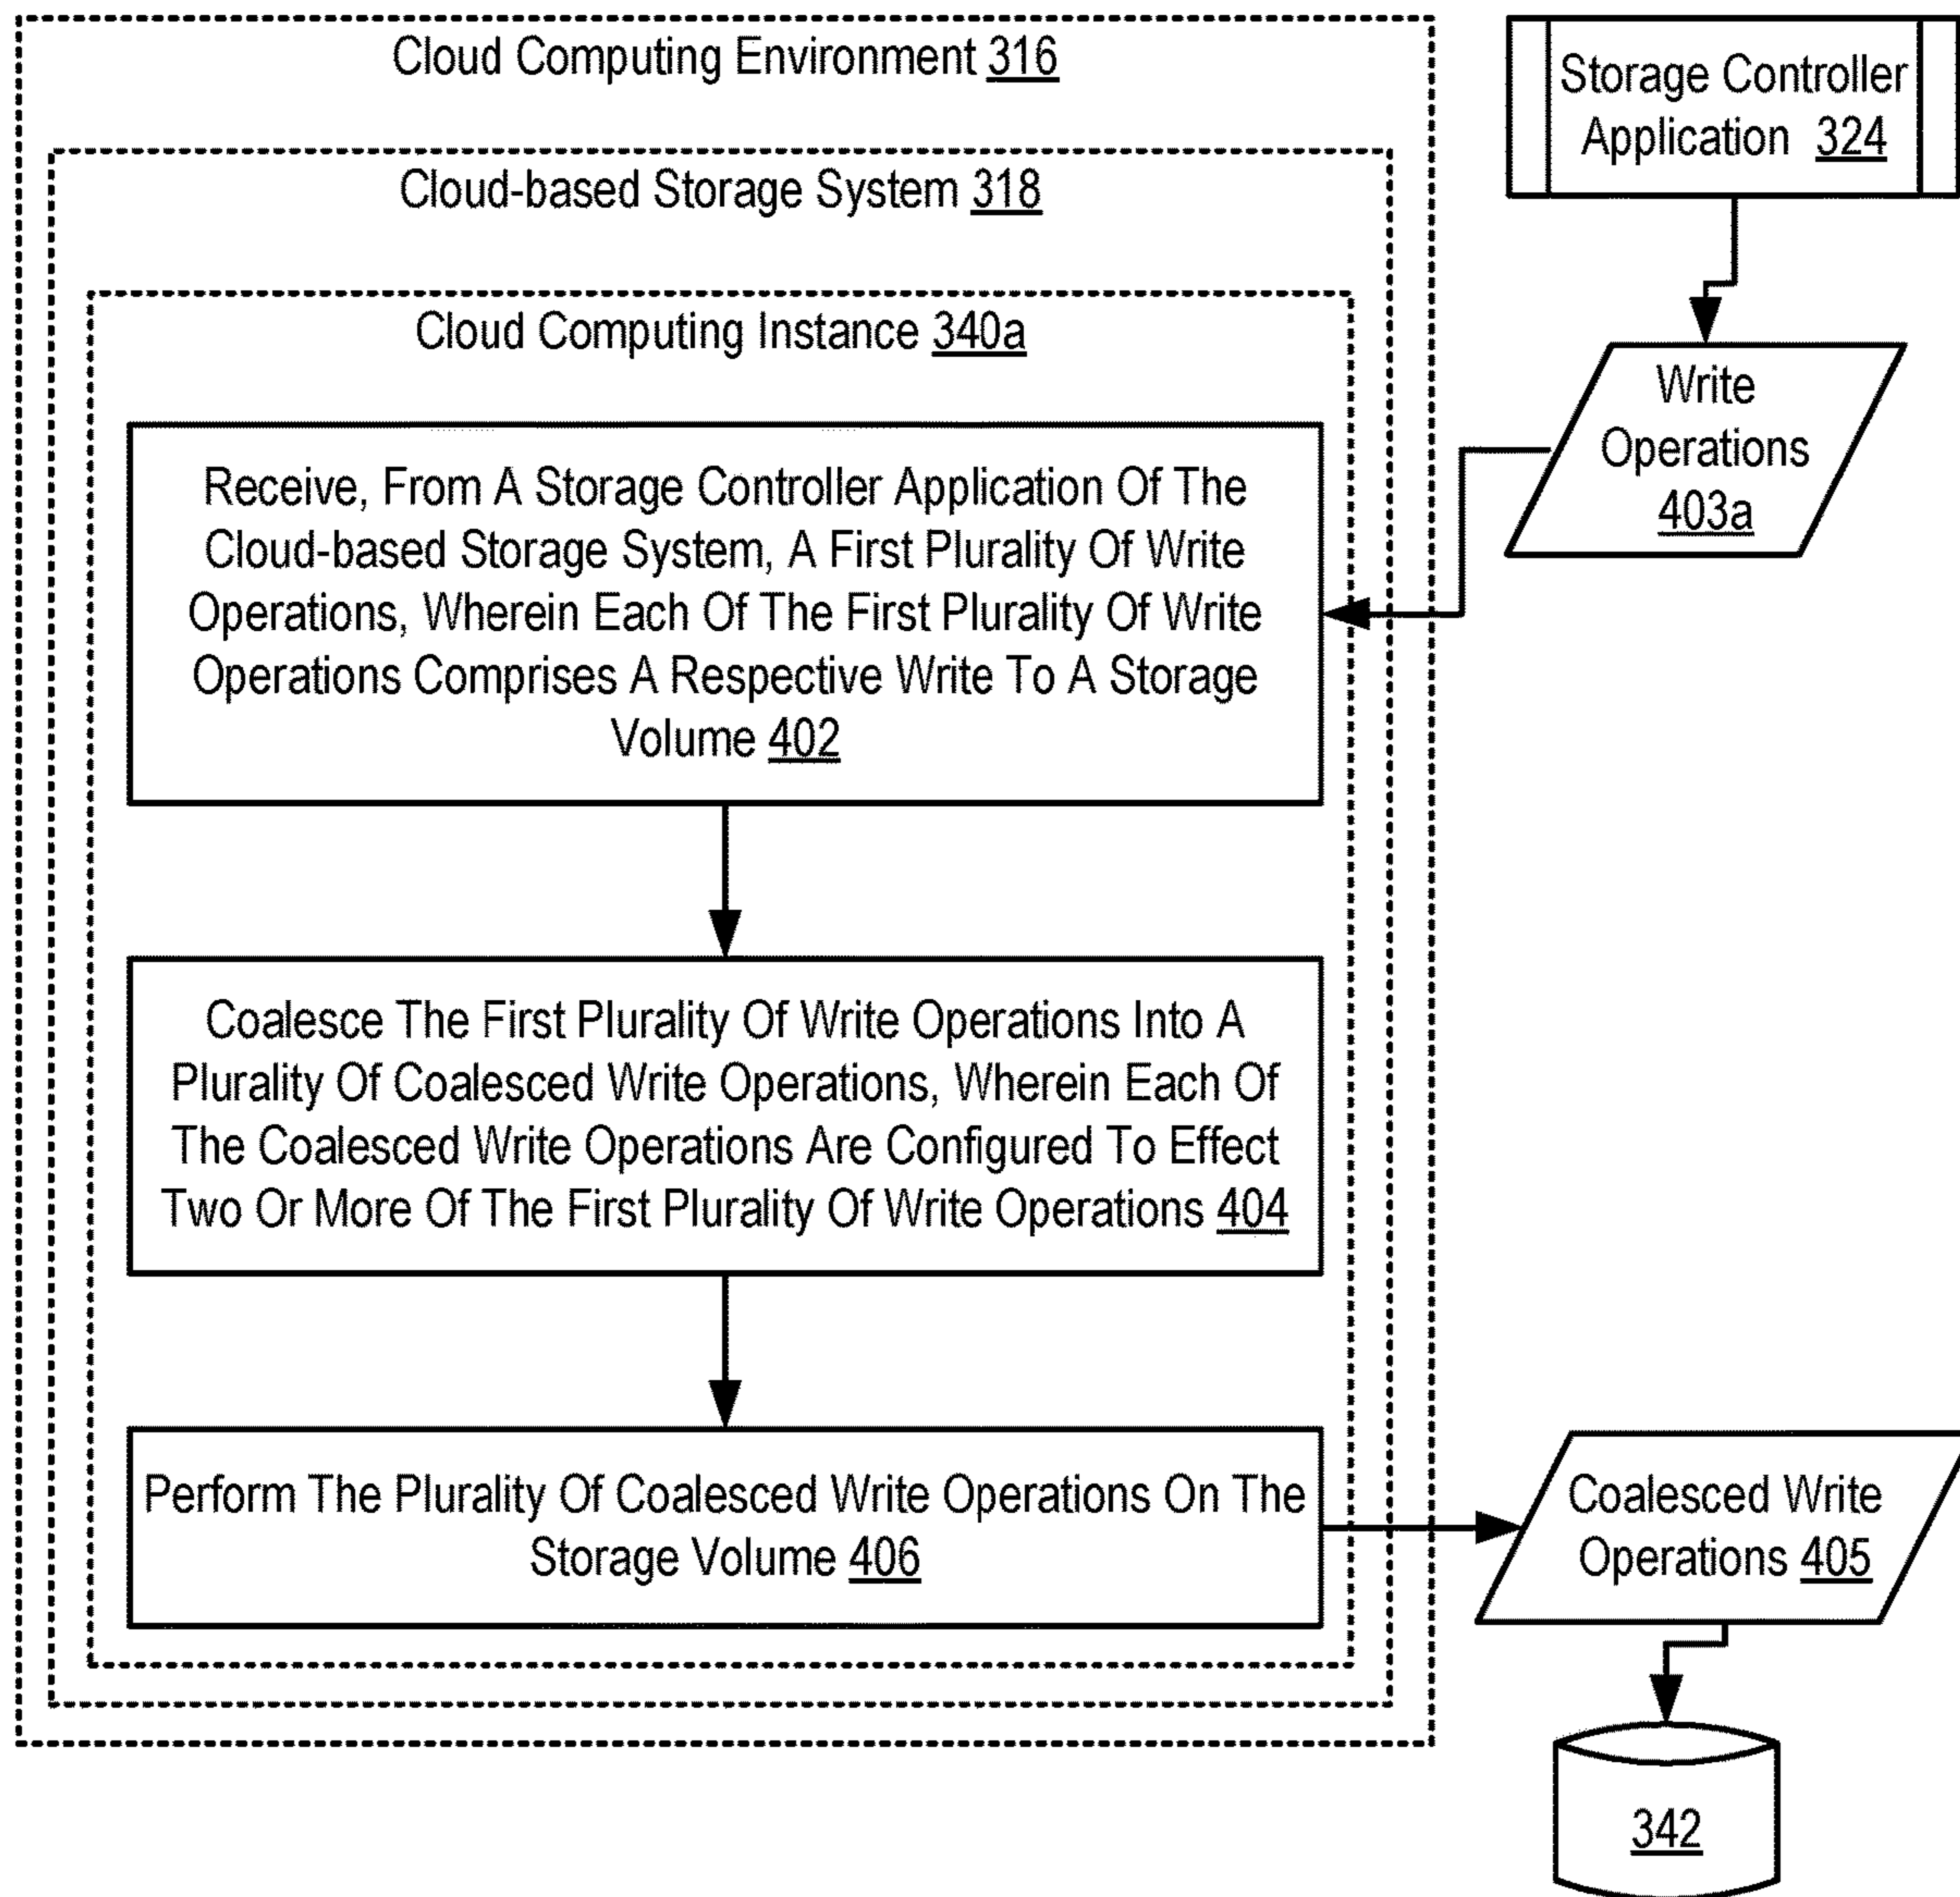 Cloud Computing Environment 316
Storage Controller
Application 324
Cloud-based Storage System 318
Cloud Computing Instance 340a
Write
Operations
403a
Receive, From A Storage Controller Application Of The
Cloud-based Storage System, A First Plurality Of Write
Operations, Wherein Each Of The First Plurality Of Write
Operations Comprises A Respective Write To A Storage
Volume 402
Coalesce The First Plurality Of Write Operations Into A
Plurality Of Coalesced Write Operations, Wherein Each Of
The Coalesced Write Operations Are Configured To Effect
Two Or More Of The First Plurality Of Write Operations 404
Perform The Plurality Of Coalesced Write Operations On The
Storage Volume 406
Coalesced Write
Operations 405
342